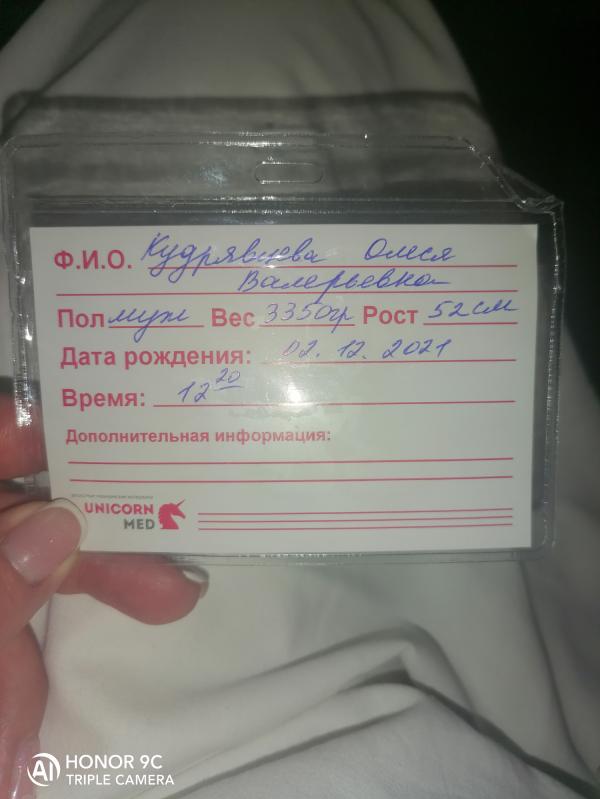 Ф.И.О. Кудрявцева Олеся
Валерьевна
Пол муж Вес 3350гр Рост 52см
Дата рождения: 02.12.2021
Время: 12 20
Дополнительная информация:
UNICORN
MED
HONOR 9C
TRIPLE CAMERA